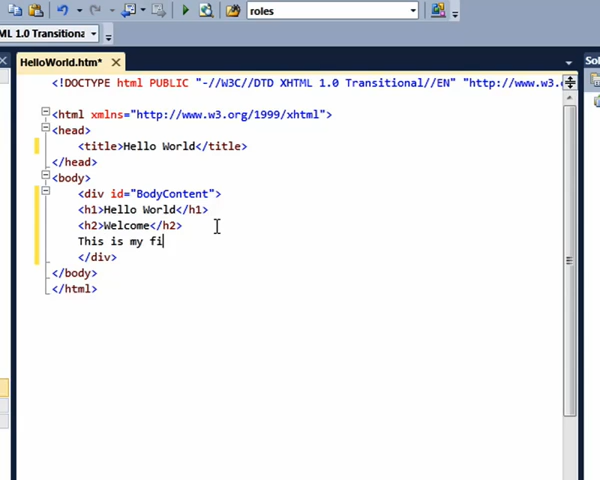 roles
ML 1.0 Transitiona
HelloWorld.htm*
Sol
<!DOCTYPE html PUBLIC "-//W3C//DTD XHTML 1.0 Transitional//EN" "http://www.w3.o
<html xmlns="http://www.w3.org/1999/xhtml">
<head>
<title>Hello World</title>
</head>
<body>
<div id="BodyContent">
<h1>Hello World</h1>
<h2>Welcome</h2>
This is my fi
</div>
</body>
</html>